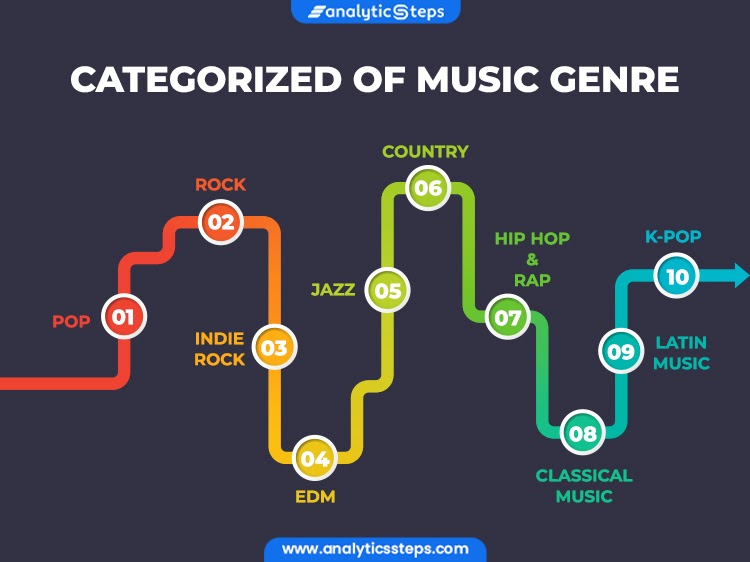 analyticSteps
CATEGORIZED OF MUSIC GENRE
POP
01
ROCK
02
INDIE
ROCK
03
04
EDM
JAZZ
05
COUNTRY
06
HIP HOP
&
RAP
07
08
CLASSICAL
MUSIC
09
LATIN
MUSIC
K-POP
10
www.analyticssteps.com